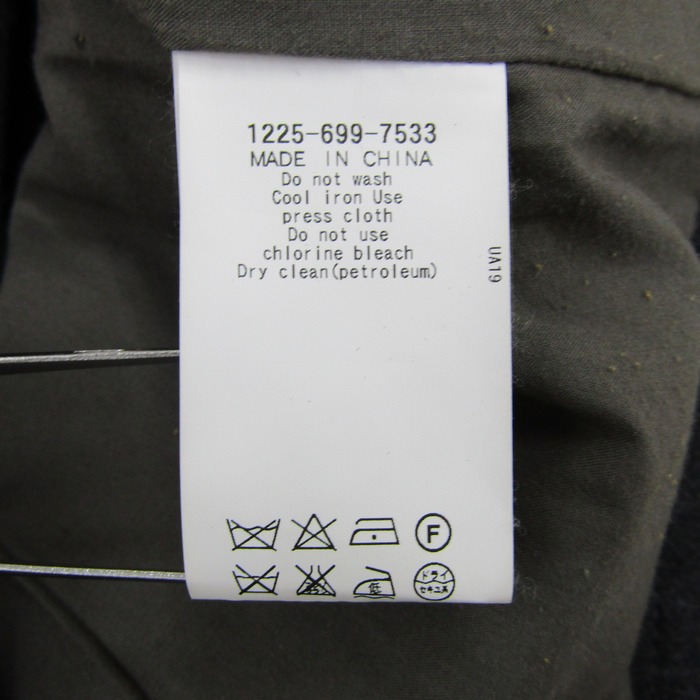 1225-699-7533
MADE IN CHINA
Do not wash
Cool iron Use
press cloth
Do not use
chlorine bleach
Dry clean(petroleum)
UA19
F
低
ドライ
セキユ系